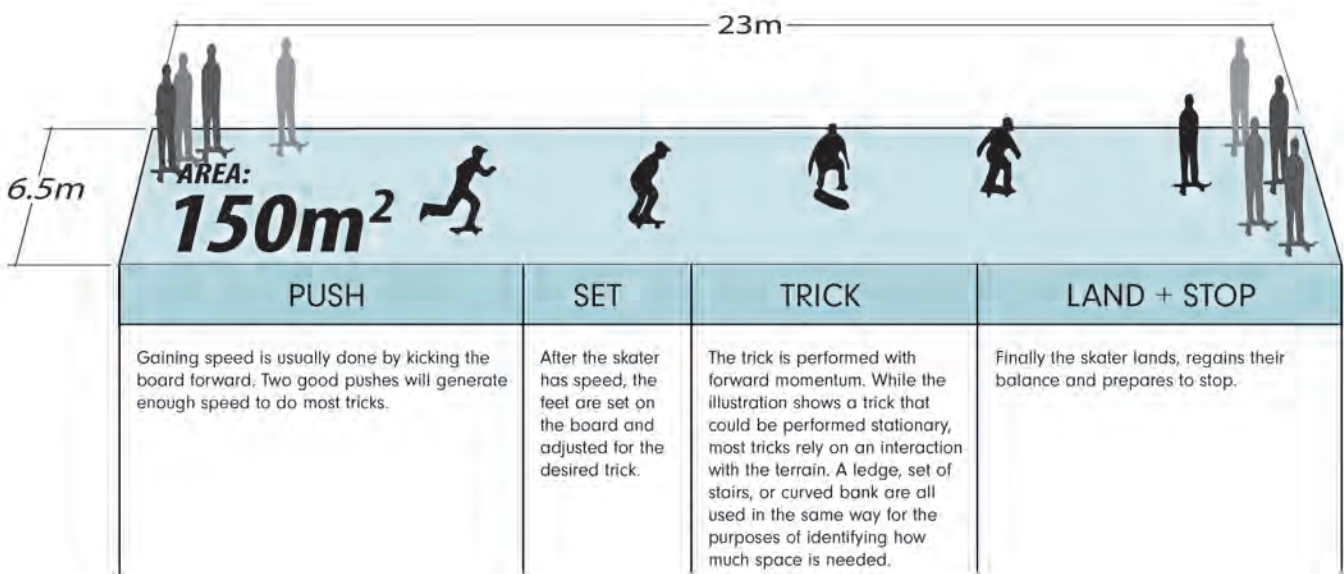 23m
6.5m
AREA:
150m²
PUSH
SET
TRICK
LAND + STOP
Gaining speed is usually done by kicking the
board forward. Two good pushes will generate
enough speed to do most tricks.
After the skater
has speed, the
feet are set on
the board and
adjusted for the
desired trick.
The trick is performed with
forward momentum. While the
illustration shows a trick that
could be performed stationary,
most tricks rely on an interaction
with the terrain. A ledge, set of
stairs, or curved bank are all
used in the same way for the
purposes of identifying how
much space is needed.
Finally the skater lands, regains their
balance and prepares to stop.